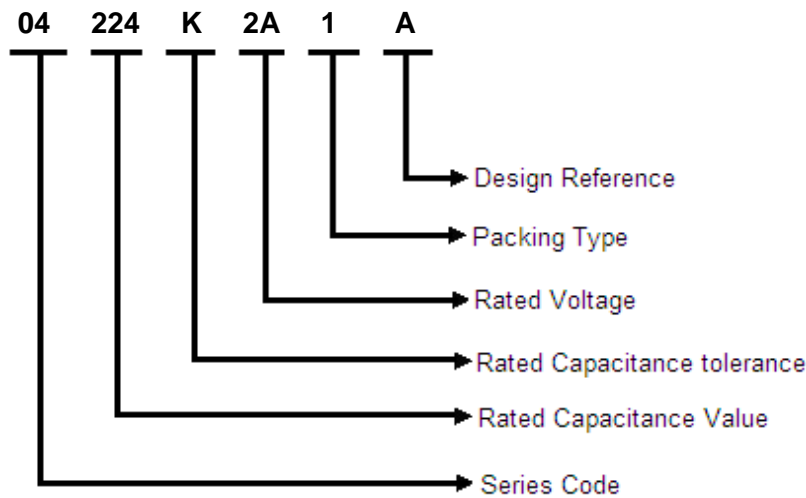 04 224 K 2A 1 A
Design Reference
Packing Type
Rated Voltage
Rated Capacitance tolerance
Rated Capacitance Value
Series Code